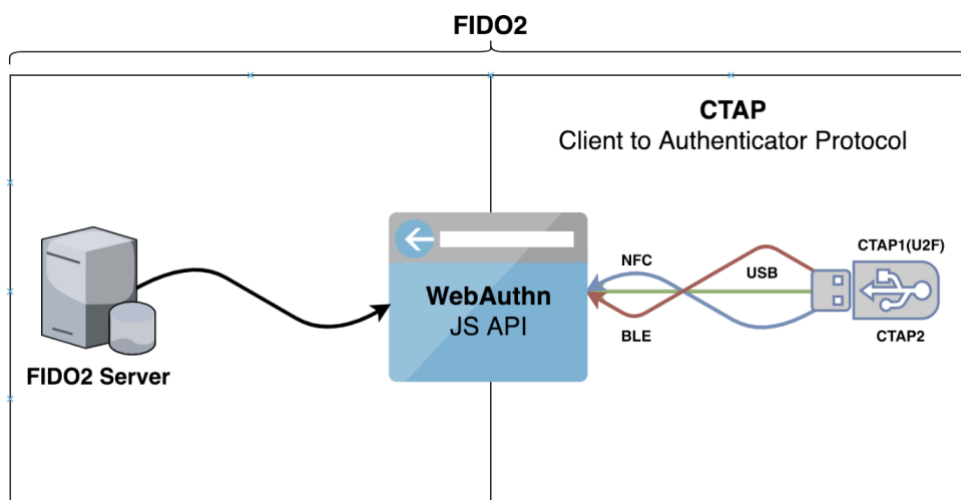 FIDO2
CTAP
Client to Authenticator Protocol
FIDO2 Server
WebAuthn
JS API
NFC
USB
BLE
CTAP1(U2F)
CTAP2